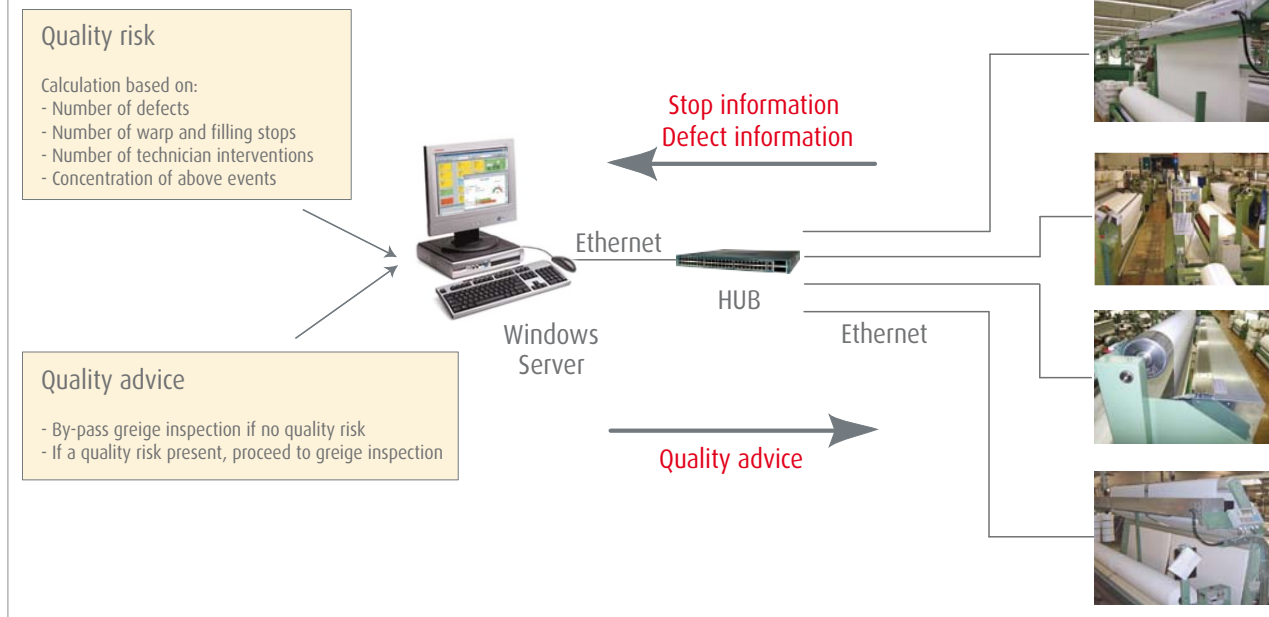 Quality risk
Calculation based on:
- Number of defects
- Number of warp and filling stops
- Number of technician interventions
- Concentration of above events
Stop information
Defect information
Ethernet
HUB
Windows
Server
Ethernet
Quality advice
- By-pass greige inspection if no quality risk
- If a quality risk present, proceed to greige inspection
Quality advice